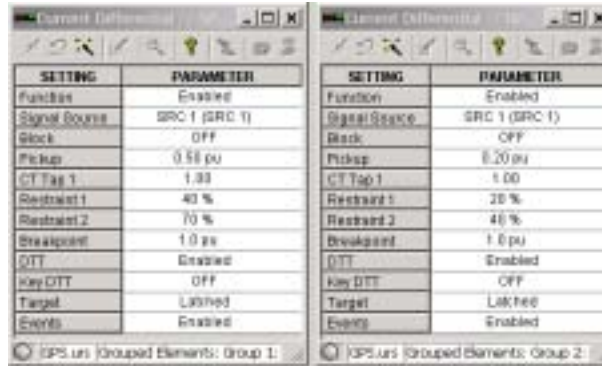 Current Differential
SETTING PARAMETER
Function Enabled
Signal Source SRC 1 (SRC 1)
Block OFF
Pickup 0.50 pu
CT Tap 1 1.00
Restraint 1 40 %
Restraint 2 70 %
Breakpoint 1.0 pu
DTT Enabled
Key DTT OFF
Target Latched
Events Enabled
GPS.urs Grouped Elements: Group 1:
Current Differential
SETTING PARAMETER
Function Enabled
Signal Source SRC 1 (SRC 1)
Block OFF
Pickup 0.20 pu
CT Tap 1 1.00
Restraint 1 20 %
Restraint 2 40 %
Breakpoint 1.0 pu
DTT Enabled
Key DTT OFF
Target Latched
Events Enabled
GPS.urs Grouped Elements: Group 2: